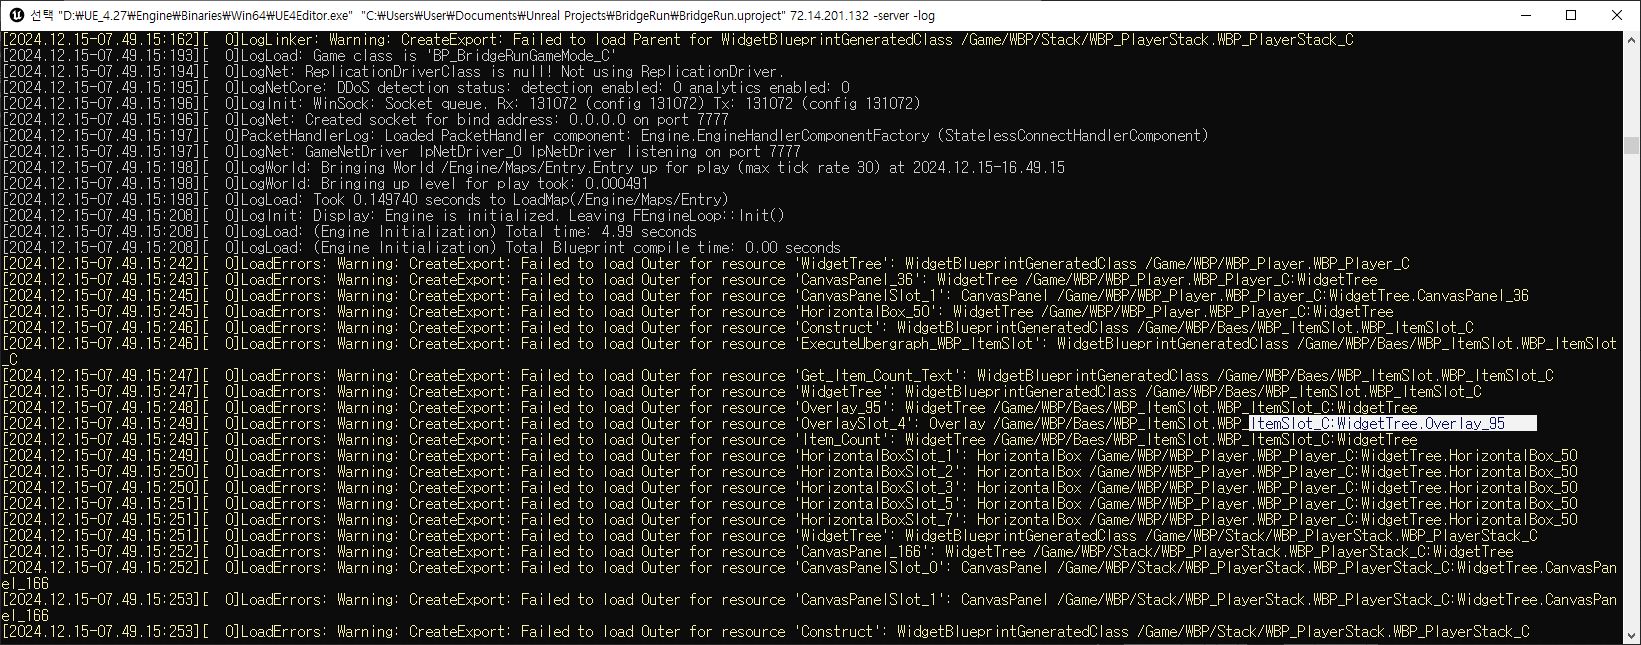 선택 "D:₩UE_4.27₩Engine₩Binaries₩Win64₩UE4Editor.exe"  "C:₩Users₩User₩Documents₩Unreal Projects₩BridgeRun₩BridgeRun.uproject" 72.14.201.132 -server -log
[2024.12.15-07.49.15:162][  0]LogLinker: Warning: CreateExport: Failed to load Parent for WidgetBlueprintGeneratedClass /Game/WBP/Stack/WBP_PlayerStack.WBP_PlayerStack_C
[2024.12.15-07.49.15:193][  0]LogLoad: Game class is 'BP_BridgeRunGameMode_C'
[2024.12.15-07.49.15:194][  0]LogNet: ReplicationDriverClass is null! Not using ReplicationDriver.
[2024.12.15-07.49.15:195][  0]LogNetCore: DDoS detection status: detection enabled: 0 analytics enabled: 0
[2024.12.15-07.49.15:196][  0]LogInit: WinSock: Socket queue. Rx: 131072 (config 131072) Tx: 131072 (config 131072)
[2024.12.15-07.49.15:196][  0]LogNet: Created socket for bind address: 0.0.0.0 on port 7777
[2024.12.15-07.49.15:197][  0]PacketHandlerLog: Loaded PacketHandler component: Engine.EngineHandlerComponentFactory (StatelessConnectHandlerComponent)
[2024.12.15-07.49.15:197][  0]LogNet: GameNetDriver IpNetDriver_0 IpNetDriver listening on port 7777
[2024.12.15-07.49.15:198][  0]LogWorld: Bringing World /Engine/Maps/Entry.Entry up for play (max tick rate 30) at 2024.12.15-16.49.15
[2024.12.15-07.49.15:198][  0]LogWorld: Bringing up level for play took: 0.000491
[2024.12.15-07.49.15:198][  0]LogLoad: Took 0.149740 seconds to LoadMap(/Engine/Maps/Entry)
[2024.12.15-07.49.15:208][  0]LogInit: Display: Engine is initialized. Leaving FEngineLoop::Init()
[2024.12.15-07.49.15:208][  0]LogLoad: (Engine Initialization) Total time: 4.99 seconds
[2024.12.15-07.49.15:208][  0]LogLoad: (Engine Initialization) Total Blueprint compile time: 0.00 seconds
[2024.12.15-07.49.15:242][  0]LoadErrors: Warning: CreateExport: Failed to load Outer for resource 'WidgetTree': WidgetBlueprintGeneratedClass /Game/WBP/WBP_Player.WBP_Player_C
[2024.12.15-07.49.15:243][  0]LoadErrors: Warning: CreateExport: Failed to load Outer for resource 'CanvasPanel_36': WidgetTree /Game/WBP/WBP_Player.WBP_Player_C:WidgetTree
[2024.12.15-07.49.15:245][  0]LoadErrors: Warning: CreateExport: Failed to load Outer for resource 'CanvasPanelSlot_1': CanvasPanel /Game/WBP/WBP_Player.WBP_Player_C:WidgetTree.CanvasPanel_36
[2024.12.15-07.49.15:245][  0]LoadErrors: Warning: CreateExport: Failed to load Outer for resource 'HorizontalBox_50': WidgetTree /Game/WBP/WBP_Player.WBP_Player_C:WidgetTree
[2024.12.15-07.49.15:246][  0]LoadErrors: Warning: CreateExport: Failed to load Outer for resource 'Construct': WidgetBlueprintGeneratedClass /Game/WBP/Baes/WBP_ItemSlot.WBP_ItemSlot_C
[2024.12.15-07.49.15:246][  0]LoadErrors: Warning: CreateExport: Failed to load Outer for resource 'ExecuteUbergraph_WBP_ItemSlot': WidgetBlueprintGeneratedClass /Game/WBP/Baes/WBP_ItemSlot.WBP_ItemSlot
_C
[2024.12.15-07.49.15:247][  0]LoadErrors: Warning: CreateExport: Failed to load Outer for resource 'Get_Item_Count_Text': WidgetBlueprintGeneratedClass /Game/WBP/Baes/WBP_ItemSlot.WBP_ItemSlot_C
[2024.12.15-07.49.15:247][  0]LoadErrors: Warning: CreateExport: Failed to load Outer for resource 'WidgetTree': WidgetBlueprintGeneratedClass /Game/WBP/Baes/WBP_ItemSlot.WBP_ItemSlot_C
[2024.12.15-07.49.15:248][  0]LoadErrors: Warning: CreateExport: Failed to load Outer for resource 'Overlay_95': WidgetTree /Game/WBP/Baes/WBP_ItemSlot.WBP_ItemSlot_C:WidgetTree
[2024.12.15-07.49.15:249][  0]LoadErrors: Warning: CreateExport: Failed to load Outer for resource 'OverlaySlot_4': Overlay /Game/WBP/Baes/WBP_ItemSlot.WBP_ItemSlot_C:WidgetTree.Overlay_95
[2024.12.15-07.49.15:249][  0]LoadErrors: Warning: CreateExport: Failed to load Outer for resource 'Item_Count': WidgetTree /Game/WBP/Baes/WBP_ItemSlot.WBP_ItemSlot_C:WidgetTree
[2024.12.15-07.49.15:249][  0]LoadErrors: Warning: CreateExport: Failed to load Outer for resource 'HorizontalBoxSlot_1': HorizontalBox /Game/WBP/WBP_Player.WBP_Player_C:WidgetTree.HorizontalBox_50
[2024.12.15-07.49.15:250][  0]LoadErrors: Warning: CreateExport: Failed to load Outer for resource 'HorizontalBoxSlot_2': HorizontalBox /Game/WBP/WBP_Player.WBP_Player_C:WidgetTree.HorizontalBox_50
[2024.12.15-07.49.15:250][  0]LoadErrors: Warning: CreateExport: Failed to load Outer for resource 'HorizontalBoxSlot_3': HorizontalBox /Game/WBP/WBP_Player.WBP_Player_C:WidgetTree.HorizontalBox_50
[2024.12.15-07.49.15:251][  0]LoadErrors: Warning: CreateExport: Failed to load Outer for resource 'HorizontalBoxSlot_5': HorizontalBox /Game/WBP/WBP_Player.WBP_Player_C:WidgetTree.HorizontalBox_50
[2024.12.15-07.49.15:251][  0]LoadErrors: Warning: CreateExport: Failed to load Outer for resource 'HorizontalBoxSlot_7': HorizontalBox /Game/WBP/WBP_Player.WBP_Player_C:WidgetTree.HorizontalBox_50
[2024.12.15-07.49.15:251][  0]LoadErrors: Warning: CreateExport: Failed to load Outer for resource 'WidgetTree': WidgetBlueprintGeneratedClass /Game/WBP/Stack/WBP_PlayerStack.WBP_PlayerStack_C
[2024.12.15-07.49.15:252][  0]LoadErrors: Warning: CreateExport: Failed to load Outer for resource 'CanvasPanel_166': WidgetTree /Game/WBP/Stack/WBP_PlayerStack.WBP_PlayerStack_C:WidgetTree
[2024.12.15-07.49.15:252][  0]LoadErrors: Warning: CreateExport: Failed to load Outer for resource 'CanvasPanelSlot_0': CanvasPanel /Game/WBP/Stack/WBP_PlayerStack.WBP_PlayerStack_C:WidgetTree.CanvasPan
el_166
[2024.12.15-07.49.15:253][  0]LoadErrors: Warning: CreateExport: Failed to load Outer for resource 'CanvasPanelSlot_1': CanvasPanel /Game/WBP/Stack/WBP_PlayerStack.WBP_PlayerStack_C:WidgetTree.CanvasPan
el_166
[2024.12.15-07.49.15:253][  0]LoadErrors: Warning: CreateExport: Failed to load Outer for resource 'Construct': WidgetBlueprintGeneratedClass /Game/WBP/Stack/WBP_PlayerStack.WBP_PlayerStack_C